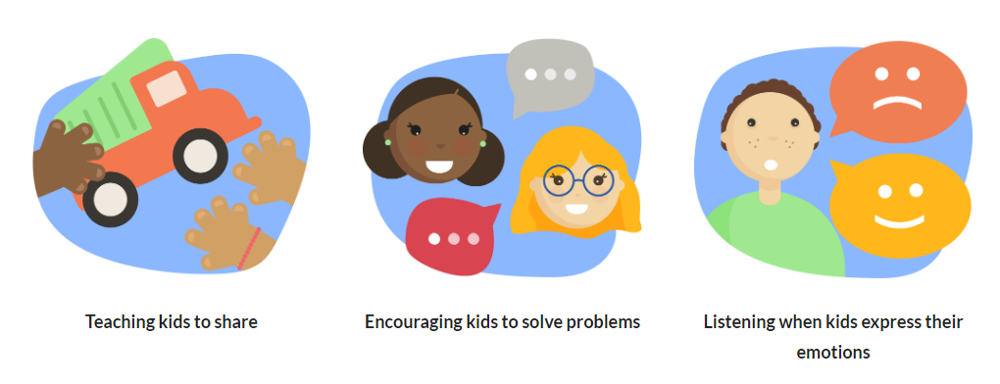 Teaching kids to share
Encouraging kids to solve problems
Listening when kids express their
emotions